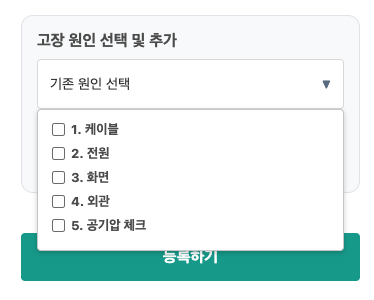 고장 원인 선택 및 추가
기존 원인 선택 ▼
1. 케이블
2. 전원
3. 화면
4. 외관
5. 공기압 체크
등록하기